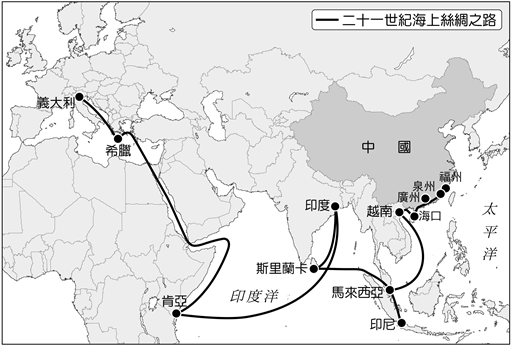 二十一世紀海上絲綢之路
義大利
希臘
中國
福州
泉州
廣州
海口
越南
印度
太平洋
斯里蘭卡
馬來西亞
印度洋
肯亞
印尼